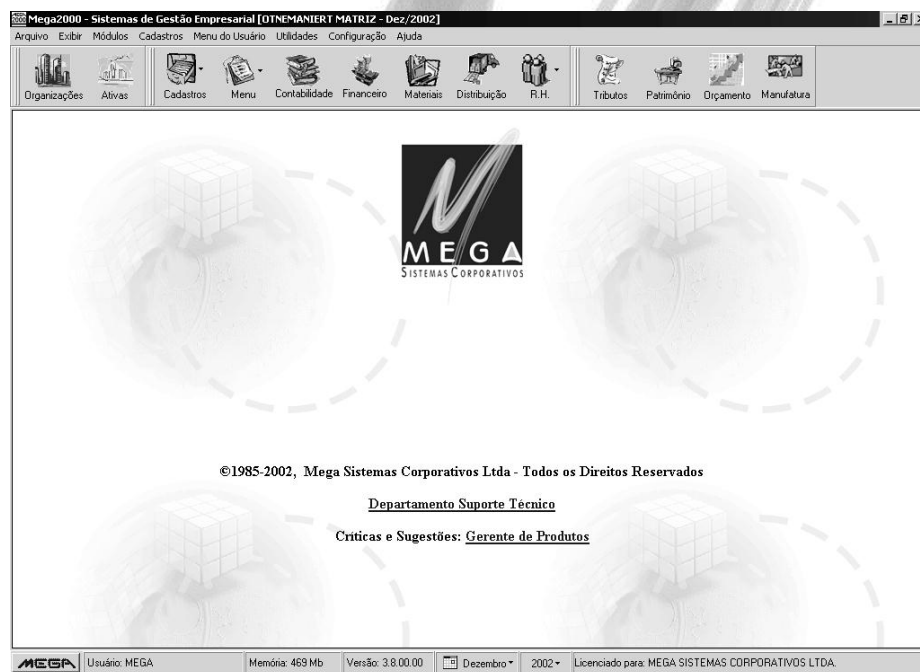 Mega2000 - Sistemas de Gestão Empresarial [OTNEMANIERT MATRIZ - Dez/2002]
Arquivo Exibir Módulos Cadastros Menu do Usuário Utilidades Configuração Ajuda
Organizações Ativas Cadastros Menu Contabilidade Financeiro Materiais Distribuição R.H. Tributos Patrimônio Orçamento Manufatura
MEGA
SISTEMAS CORPORATIVOS
©1985-2002, Mega Sistemas Corporativos Ltda - Todos os Direitos Reservados
Departamento Suporte Técnico
Críticas e Sugestões: Gerente de Produtos
MEGA Usuário: MEGA Memória: 469 Mb Versão: 3.8.00.00 Dezembro 2002 Licenciado para: MEGA SISTEMAS CORPORATIVOS LTDA.